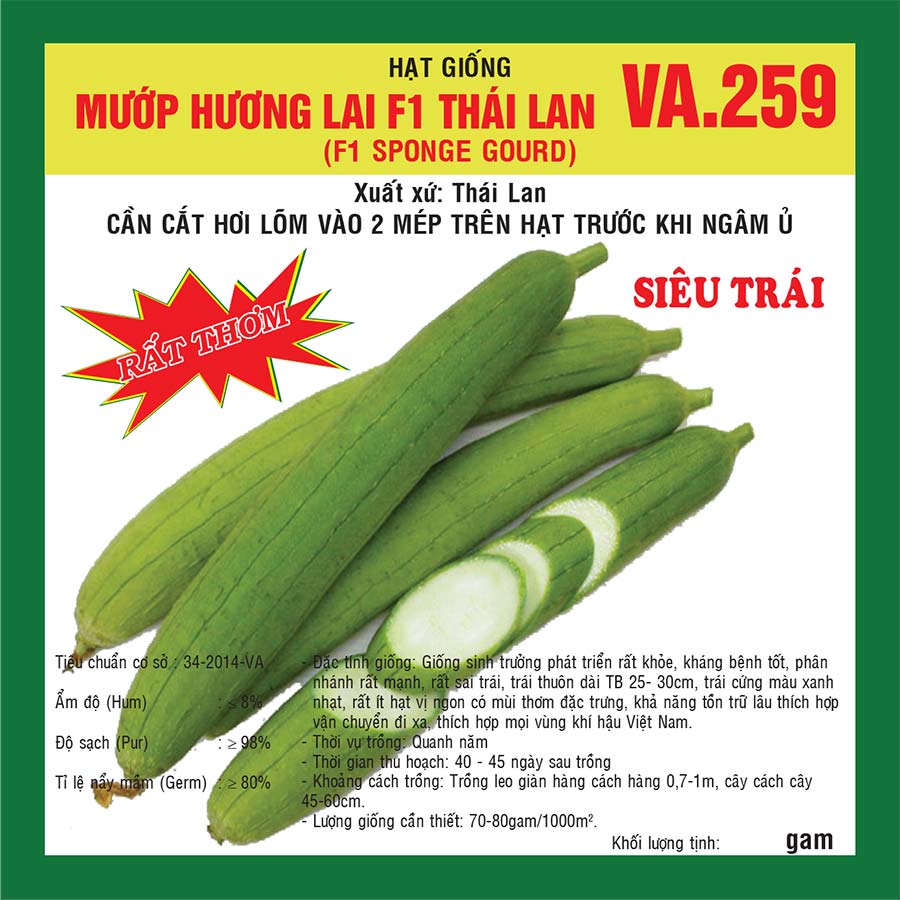 HẠT GIỐNG
MƯỚP HƯƠNG LAI F1 THÁI LAN
VA.259
(F1 SPONGE GOURD)
Xuất xứ: Thái Lan
CẦN CẮT HƠI LÕM VÀO 2 MÉP TRÊN HẠT TRƯỚC KHI NGÂM Ủ
SIÊU TRÁI
RẤT THƠM
Tiêu chuẩn cơ sở : 34-2014-VA
Ẩm độ (Hum) : ≤ 8%
Độ sạch (Pur) : ≥ 98%
Tỉ lệ nẩy mầm (Germ) : ≥ 80%
- Đặc tính giống: Giống sinh trưởng phát triển rất khỏe, kháng bệnh tốt, phân
nhánh rất mạnh, rất sai trái, trái thuôn dài TB 25- 30cm, trái cứng màu xanh
nhạt, rất ít hạt vị ngon có mùi thơm đặc trưng, khả năng tồn trữ lâu thích hợp
vận chuyển đi xa, thích hợp mọi vùng khí hậu Việt Nam.
- Thời vụ trồng: Quanh năm
- Thời gian thu hoạch: 40 - 45 ngày sau trồng
- Khoảng cách trồng: Trồng leo giàn hàng cách hàng 0,7-1m, cây cách cây
45-60cm.
- Lượng giống cần thiết: 70-80gam/1000m².
Khối lượng tịnh: gam